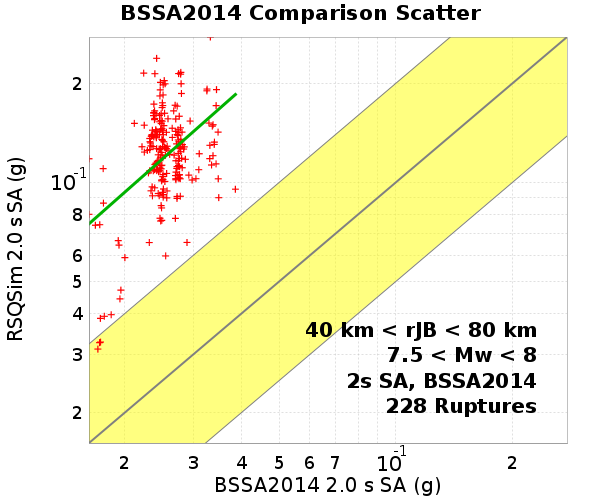 BSSA2014 Comparison Scatter
RSQSim 2.0 s SA (g)
2
10-1
8
6
5
4
3
2
40 km < rJB < 80 km
7.5 < Mw < 8
2s SA, BSSA2014
228 Ruptures
2 3 4 5 6 7 10-1 2
BSSA2014 2.0 s SA (g)